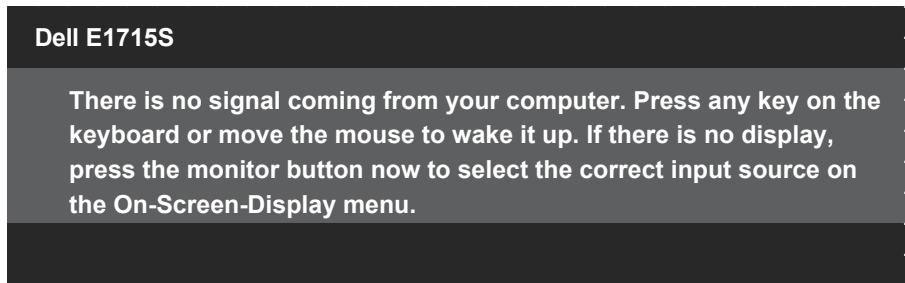 Dell E1715S
There is no signal coming from your computer. Press any key on the
keyboard or move the mouse to wake it up. If there is no display,
press the monitor button now to select the correct input source on
the On-Screen-Display menu.